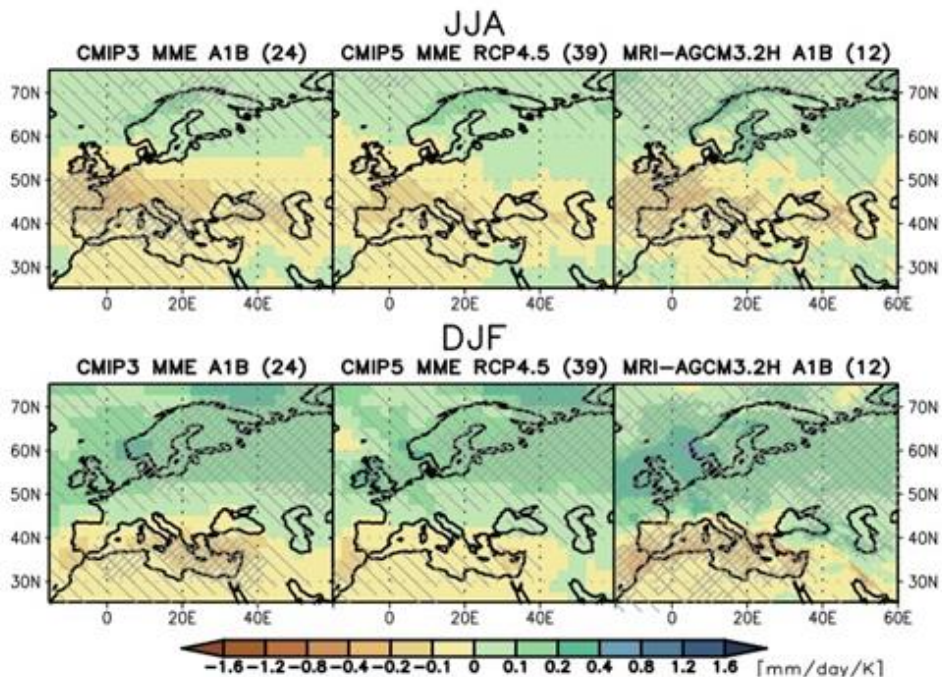 JJA
CMIP3 MME A1B (24) CMIP5 MME RCP4.5 (39) MRI-AGCM3.2H A1B (12)
70N 70N
60N 60N
50N 50N
40N 40N
30N 30N
0 20E 40E 0 20E 40E 0 20E 40E 60E
DJF
CMIP3 MME A1B (24) CMIP5 MME RCP4.5 (39) MRI-AGCM3.2H A1B (12)
70N 70N
60N 60N
50N 50N
40N 40N
30N 30N
0 20E 40E 0 20E 40E 0 20E 40E 60E
-1.6 -1.2 -0.8 -0.4 -0.2 -0.1 0 0.1 0.2 0.4 0.8 1.2 1.6 [mm/day/K]